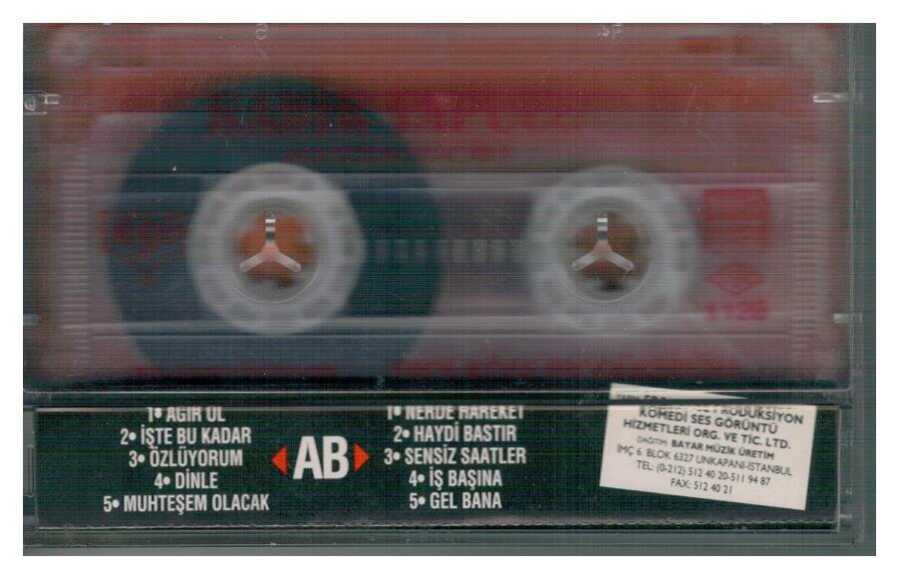 1126
1• AĞIR OL
2• İŞTE BU KADAR
3• ÖZLÜYORUM
4• DİNLE
5• MUHTEŞEM OLACAK
AB
1• NERDE HAREKET
2• HAYDİ BASTIR
3• SENSİZ SAATLER
4• İŞ BAŞINA
5• GEL BANA
KOMEDİ SES GÖRÜNTÜ
HİZMETLERİ ORG. VE TİC. LTD.
DAĞITIM BAYAR MÜZİK ÜRETİM
İMÇ 6. BLOK 6327 UNKAPANI-İSTANBUL
TEL: (0-212) 512 40 20-511 94 87
FAX: 512 40 21